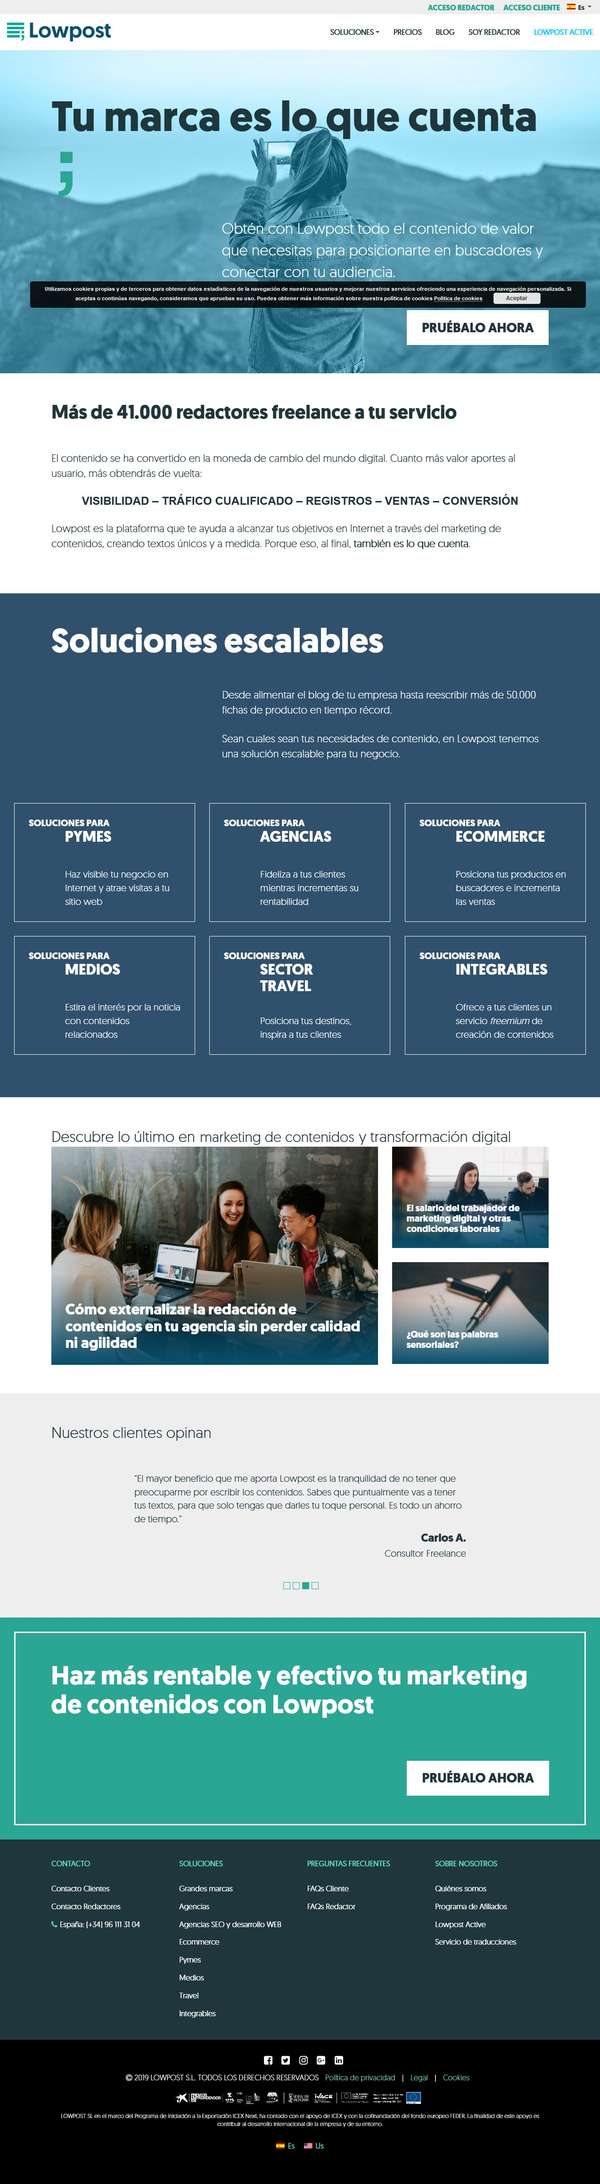 ACCESO REDACTOR ACCESO CLIENTE Es
Lowpost
SOLUCIONES PRECIOS BLOG SOY REDACTOR LOWPOST ACTIVE
Tu marca es lo que cuenta
;
Obtén con Lowpost todo el contenido de valor
que necesitas para posicionarte en buscadores y
conectar con tu audiencia.
Utilizamos cookies propias y de terceros para obtener datos estadísticos de la navegación de nuestros usuarios y mejorar nuestros servicios ofreciendo una experiencia de navegación personalizada. Si
aceptas o continúas navegando, consideramos que apruebas su uso. Puedes obtener más información sobre nuestra política de cookies Política de cookies Aceptar
PRUÉBALO AHORA
Más de 41.000 redactores freelance a tu servicio
El contenido se ha convertido en la moneda de cambio del mundo digital. Cuanto más valor aportes al
usuario, más obtendrás de vuelta:
VISIBILIDAD – TRÁFICO CUALIFICADO – REGISTROS – VENTAS – CONVERSIÓN
Lowpost es la plataforma que te ayuda a alcanzar tus objetivos en Internet a través del marketing de
contenidos, creando textos únicos y a medida. Porque eso, al final, también es lo que cuenta.
Soluciones escalables
Desde alimentar el blog de tu empresa hasta reescribir más de 50.000
fichas de producto en tiempo récord.
Sean cuales sean tus necesidades de contenido, en Lowpost tenemos
una solución escalable para tu negocio.
SOLUCIONES PARA
PYMES
Haz visible tu negocio en
Internet y atrae visitas a tu
sitio web
SOLUCIONES PARA
AGENCIAS
Fideliza a tus clientes
mientras incrementas su
rentabilidad
SOLUCIONES PARA
ECOMMERCE
Posiciona tus productos en
buscadores e incrementa
las ventas
SOLUCIONES PARA
MEDIOS
Estira el interés por la noticia
con contenidos
relacionados
SOLUCIONES PARA
SECTOR
TRAVEL
Posiciona tus destinos,
inspira a tus clientes
SOLUCIONES PARA
INTEGRABLES
Ofrece a tus clientes un
servicio freemium de
creación de contenidos
Descubre lo último en marketing de contenidos y transformación digital
Cómo externalizar la redacción de
contenidos en tu agencia sin perder calidad
ni agilidad
El salario del trabajador de
marketing digital y otras
condiciones laborales
¿Qué son las palabras
sensoriales?
Nuestros clientes opinan
"El mayor beneficio que me aporta Lowpost es la tranquilidad de no tener que
preocuparme por escribir los contenidos. Sabes que puntualmente vas a tener
tus textos, para que solo tengas que darles tu toque personal. Es todo un ahorro
de tiempo."
Carlos A.
Consultor Freelance
Haz más rentable y efectivo tu marketing
de contenidos con Lowpost
PRUÉBALO AHORA
CONTACTO
Contacto Clientes
Contacto Redactores
España: (+34) 96 111 31 04
SOLUCIONES
Grandes marcas
Agencias
Agencias SEO y desarrollo WEB
Ecommerce
Pymes
Medios
Travel
Integrables
PREGUNTAS FRECUENTES
FAQs Cliente
FAQs Redactor
SOBRE NOSOTROS
Quiénes somos
Programa de Afiliados
Lowpost Active
Servicio de traducciones
© 2019 LOWPOST S.L. TODOS LOS DERECHOS RESERVADOS Política de privacidad | Legal | Cookies
LOWPOST SL en el marco del Programa de Iniciación a la Exportación ICEX Next, ha contado con el apoyo de ICEX y con la cofinanciación del fondo europeo FEDER. La finalidad de este apoyo es
contribuir al desarrollo internacional de la empresa y de su entorno.
Es Us